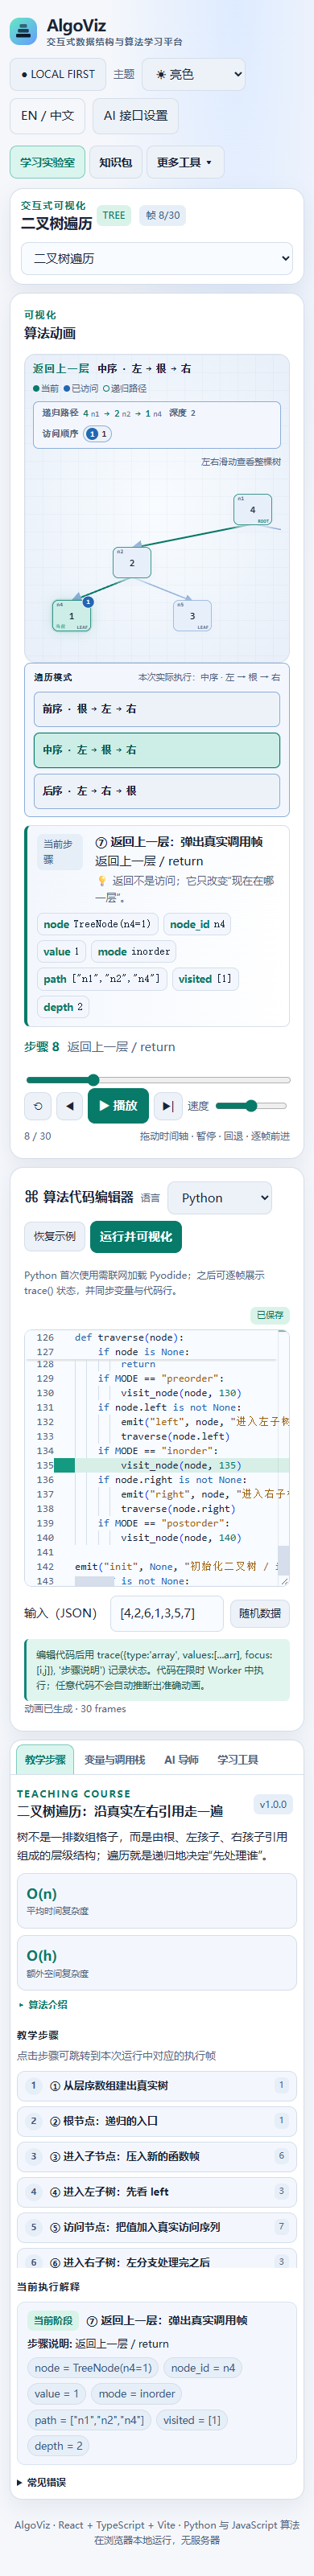 AlgoViz
交互式数据结构与算法学习平台
● LOCAL FIRST 主题 ☀ 亮色
EN / 中文 AI 接口设置
学习实验室 知识包 更多工具 ▼
交互式可视化
二叉树遍历 TREE 帧 8/30
二叉树遍历
可视化
算法动画
返回上一层 中序 · 左 → 根 → 右
当前 已访问 递归路径
递归路径 4 n1 → 2 n2 → 1 n4 深度 2
访问顺序 1 1
左右滑动查看整棵树
n1
4
ROOT
n2
2
n4 1
1
当前 LEAF
n5
3
LEAF
遍历模式 本次实际执行：中序 · 左 → 根 → 右
前序 · 根 → 左 → 右
中序 · 左 → 根 → 右
后序 · 左 → 右 → 根
当前步骤
⑦ 返回上一层：弹出真实调用帧
返回上一层 / return
💡 返回不是访问；它只改变“现在在哪一层”。
node TreeNode(n4=1) node_id n4
value 1 mode inorder
path ["n1","n2","n4"] visited [1]
depth 2
步骤 8 返回上一层 / return
⟲ ◀ ▶ 播放 ▶| 速度
8 / 30 拖动时间轴 · 暂停 · 回退 · 逐帧前进
⌘ 算法代码编辑器 语言 Python
恢复示例 运行并可视化
Python 首次使用需联网加载 Pyodide；之后可逐帧展示
trace() 状态，并同步变量与代码行。
已保存
126 def traverse(node):
127 if node is None:
128 return
129 if MODE == "preorder":
130 visit_node(node, 130)
131 if node.left is not None:
132 emit("left", node, "进入左子树
133 traverse(node.left)
134 if MODE == "inorder":
135 visit_node(node, 135)
136 if node.right is not None:
137 emit("right", node, "进入右子
138 traverse(node.right)
139 if MODE == "postorder":
140 visit_node(node, 140)
141
142 emit("init", None, "初始化二叉树 /
143 is not None:
输入（JSON） [4,2,6,1,3,5,7] 随机数据
编辑代码后用 trace({type:'array', values:[...arr], focus:
[i,j]}, '步骤说明') 记录状态。代码在限时 Worker 中执
行；任意代码不会自动推断出准确动画。
动画已生成 · 30 frames
教学步骤 变量与调用栈 AI 导师 学习工具
TEACHING COURSE
二叉树遍历：沿真实左右引用走一遍 v1.0.0
树不是一排数组格子，而是由根、左孩子、右孩子引用
组成的层级结构；遍历就是递归地决定“先处理谁”。
O(n)
平均时间复杂度
O(h)
额外空间复杂度
▸ 算法介绍
教学步骤
点击步骤可跳转到本次运行中对应的执行帧
1 ① 从层序数组建出真实树 1
2 ② 根节点：递归的入口 1
3 ③ 进入子节点：压入新的函数帧 6
4 ④ 进入左子树：先看 left 3
5 ⑤ 访问节点：把值加入真实访问序列 7
6 ⑥ 进入右子树：左分支处理完之后 3
当前执行解释
当前阶段 ⑦ 返回上一层：弹出真实调用帧
步骤说明: 返回上一层 / return
node = TreeNode(n4=1) node_id = n4
value = 1 mode = inorder
path = ["n1","n2","n4"] visited = [1]
depth = 2
▸ 常见错误
AlgoViz · React + TypeScript + Vite · Python 与 JavaScript 算法
在浏览器本地运行，无服务器